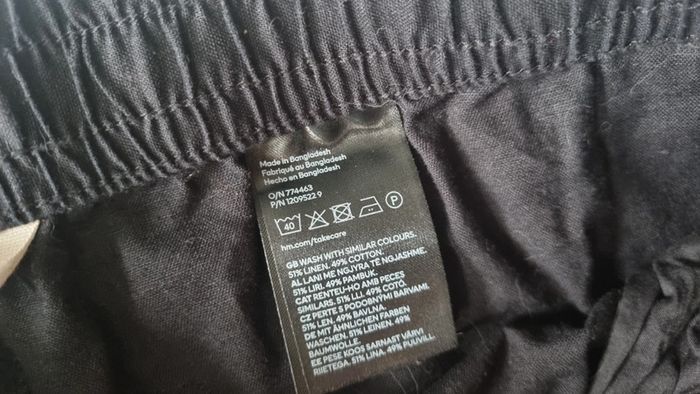 Made in Bangladesh
Fabriqué au Bangladesh
Hecho en Bangladesh
O/N 774463
P/N 1209522 9
40 P
hm.com/takecare
GB WASH WITH SIMILAR COLOURS.
51% LINEN. 49% COTTON.
AL LANI ME NGJYRA TË NGJASHME.
51% LIRI. 49% PAMBUK.
CAT RENTEU-HO AMB PECES
SIMILARS. 51% LLI. 49% COTÓ.
CZ PERTE S PODOBNÝMI BARVAMI.
51% LEN. 49% BAVLNA.
DE MIT ÄHNLICHEN FARBEN
WASCHEN. 51% LEINEN. 49%
BAUMWOLLE.
EE PESE KOOS SARNAST VÄRVI
RIIETEGA. 51% LINA. 49% PUUVILL.